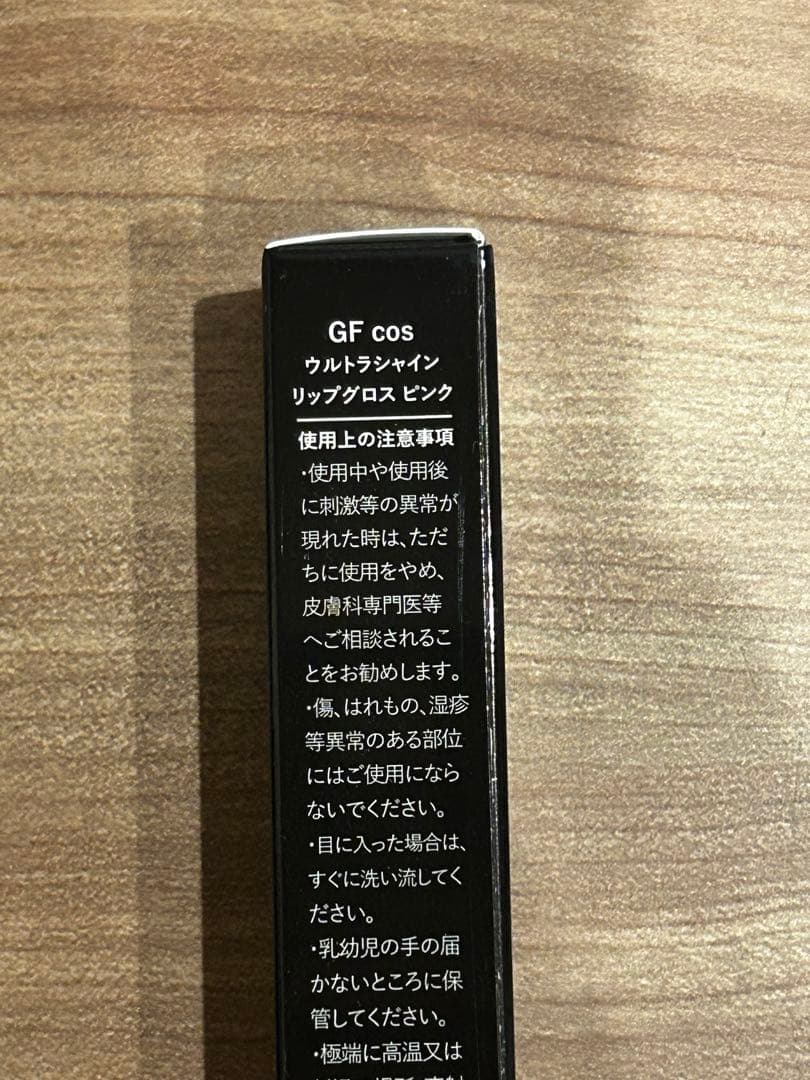 GF cos
ウルトラシャイン
リップグロス ピンク
使用上の注意事項
・使用中や使用後
に刺激等の異常が
現れた時は、ただ
ちに使用をやめ、
皮膚科専門医等
へご相談されるこ
とをお勧めします。
・傷、はれもの、湿疹
等異常のある部位
にはご使用になら
ないでください。
・目に入った場合は、
すぐに洗い流してく
ださい。
・乳幼児の手の届
かないところに保
管してください。
・極端に高温又は